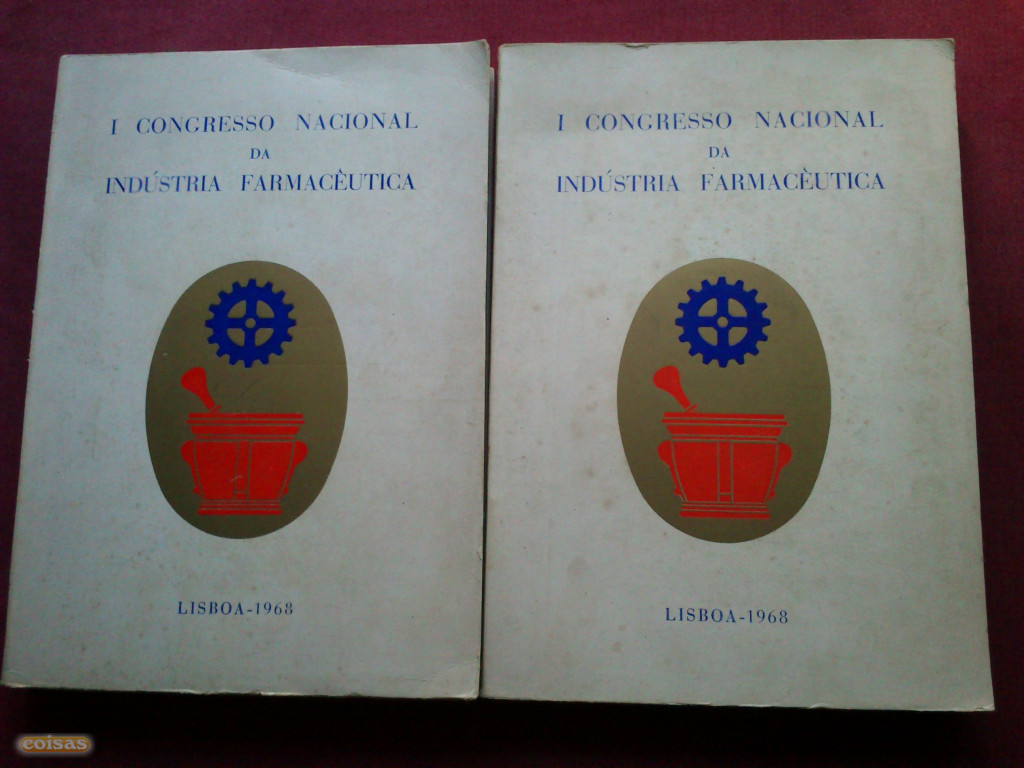 I CONGRESSO NACIONAL
DA
INDÚSTRIA FARMACÊUTICA
LISBOA-1968
I CONGRESSO NACIONAL
DA
INDÚSTRIA FARMACÊUTICA
LISBOA-1968
coisas